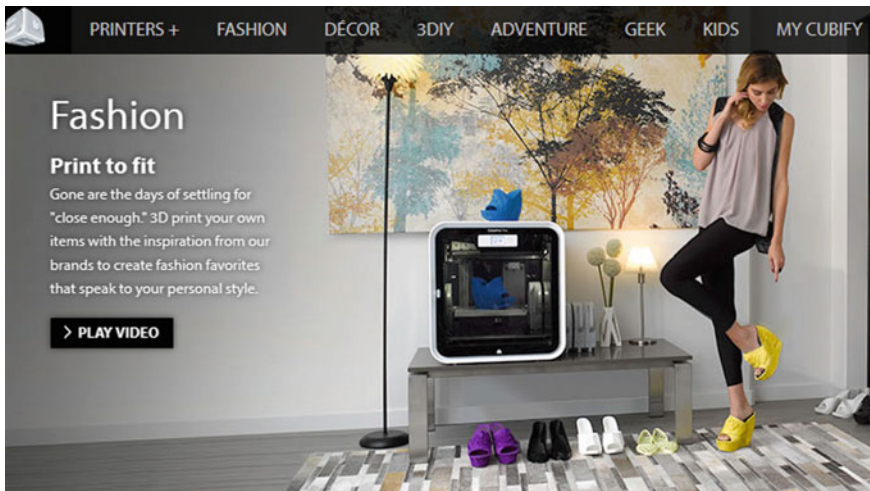 PRINTERS + FASHION DÉCOR 3DIY ADVENTURE GEEK KIDS MY CUBIFY
Fashion
Print to fit
Gone are the days of settling for
"close enough." 3D print your own
items with the inspiration from our
brands to create fashion favorites
that speak to your personal style.
> PLAY VIDEO